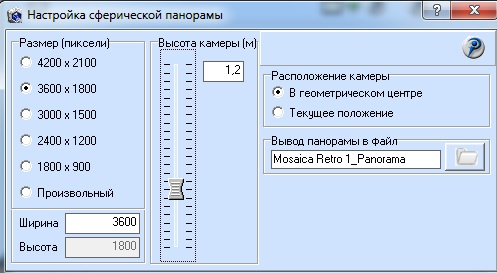 Настройка сферической панорамы
Размер (пиксели)
4200 x 2100
3600 x 1800
3000 x 1500
2400 x 1200
1800 x 900
Произвольный
Ширина 3600
Высота 1800
Высота камеры (м)
1,2
Расположение камеры
В геометрическом центре
Текущее положение
Вывод панорамы в файл
Mosaica Retro 1_Panorama